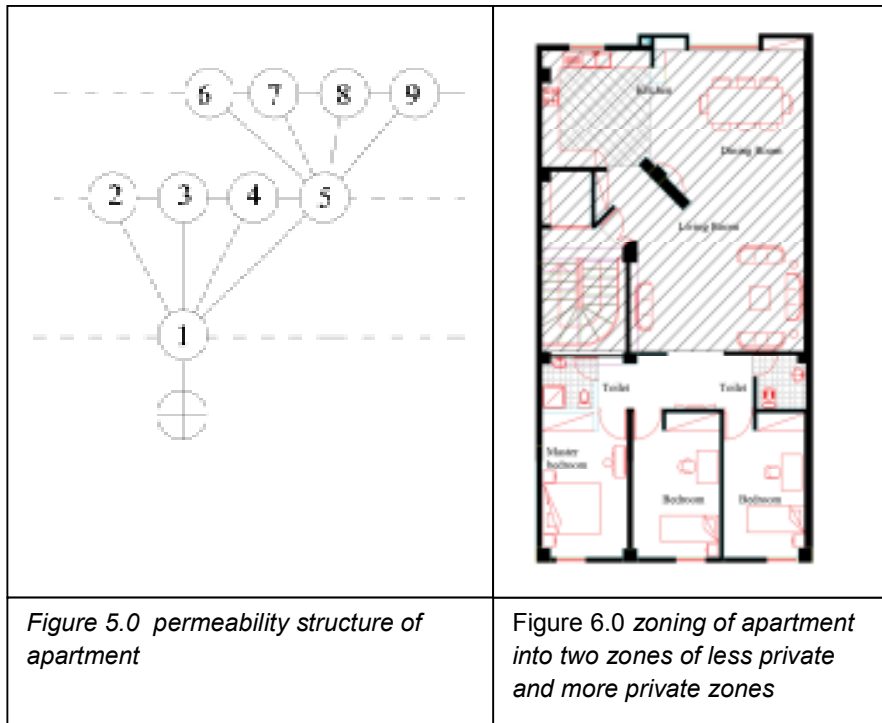 6 7 8 9
2 3 4 5
1
Kitchen
Dining Room
Living Room
Toilet Toilet
Master
bedroom
Bedroom Bedroom
Figure 5.0 permeability structure of
apartment
Figure 6.0 zoning of apartment
into two zones of less private
and more private zones